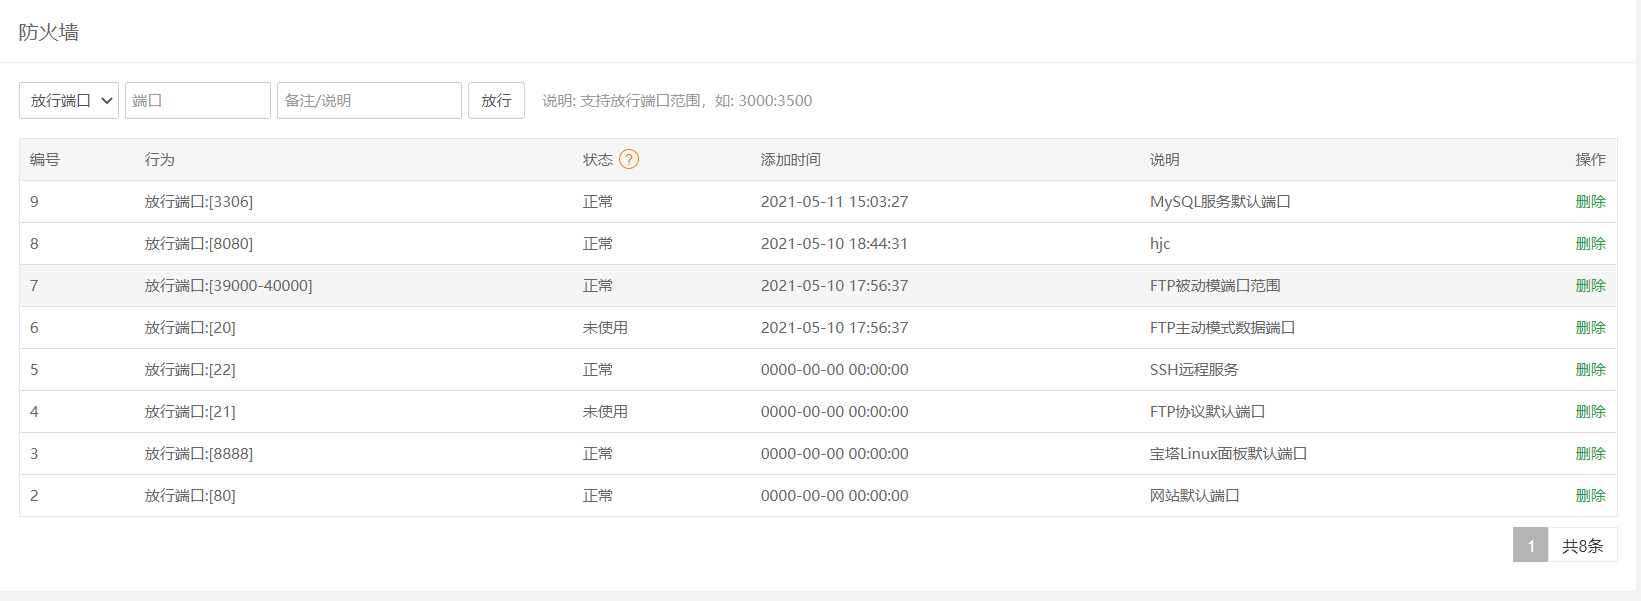 防火墙
放行端口 端口 备注/说明 放行 说明: 支持放行端口范围，如: 3000:3500
编号 行为 状态 ? 添加时间 说明 操作
9 放行端口:[3306] 正常 2021-05-11 15:03:27 MySQL服务默认端口 删除
8 放行端口:[8080] 正常 2021-05-10 18:44:31 hjc 删除
7 放行端口:[39000-40000] 正常 2021-05-10 17:56:37 FTP被动模端口范围 删除
6 放行端口:[20] 未使用 2021-05-10 17:56:37 FTP主动模式数据端口 删除
5 放行端口:[22] 正常 0000-00-00 00:00:00 SSH远程服务 删除
4 放行端口:[21] 未使用 0000-00-00 00:00:00 FTP协议默认端口 删除
3 放行端口:[8888] 正常 0000-00-00 00:00:00 宝塔Linux面板默认端口 删除
2 放行端口:[80] 正常 0000-00-00 00:00:00 网站默认端口 删除
1 共8条